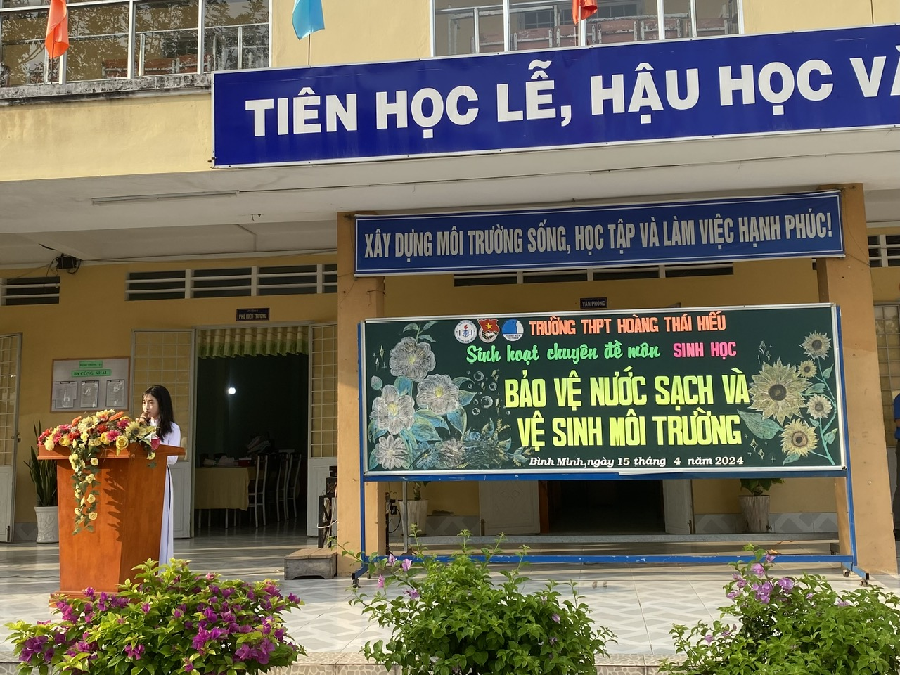 TIÊN HỌC LỄ, HẬU HỌC VĂ
XÂY DỰNG MÔI TRƯỜNG SỐNG, HỌC TẬP VÀ LÀM VIỆC HẠNH PHÚC!
TRƯỜNG THPT HOÀNG THÁI HIẾU
Sinh hoạt chuyên đề môn SINH HỌC
BẢO VỆ NƯỚC SẠCH VÀ
VỆ SINH MÔI TRƯỜNG
Bình Minh, ngày 15 tháng 4 năm 2024
VĂN PHÒNG